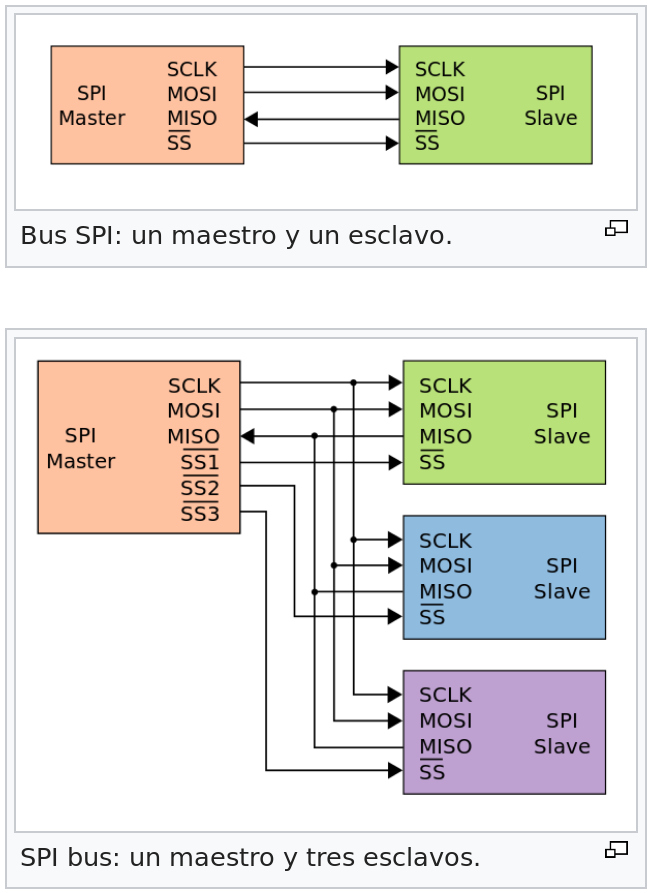 SPI
Master
SCLK
MOSI
MISO
SS
SCLK
MOSI
MISO
SS
SPI
Slave
Bus SPI: un maestro y un esclavo.
SPI
Master
SCLK
MOSI
MISO
SS1
SS2
SS3
SCLK
MOSI
MISO
SS
SPI
Slave
SCLK
MOSI
MISO
SS
SPI
Slave
SCLK
MOSI
MISO
SS
SPI
Slave
SPI bus: un maestro y tres esclavos.